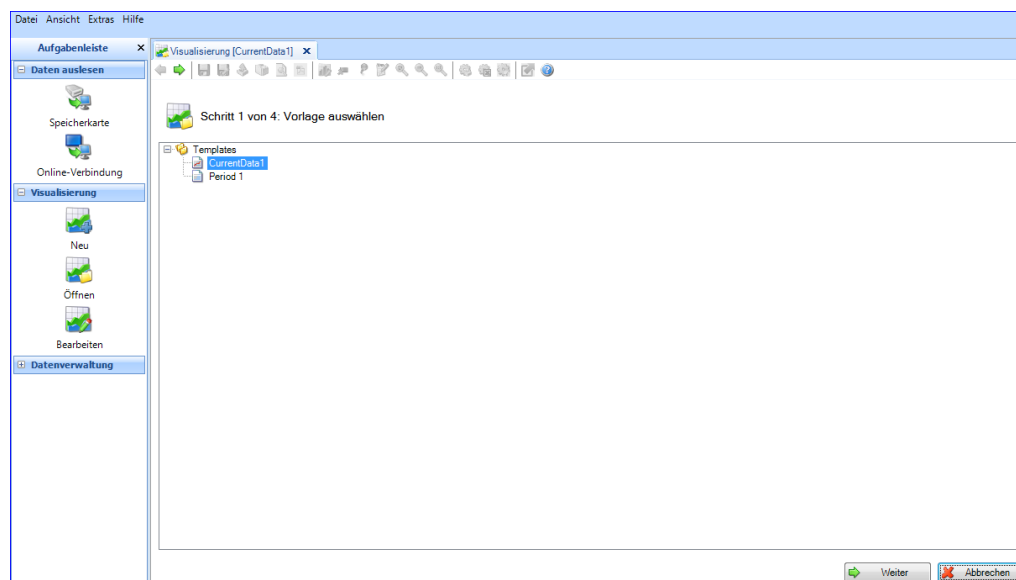 Datei Ansicht Extras Hilfe
Aufgabenleiste
Visualisierung [CurrentData1]
Daten auslesen
Speicherkarte
Online-Verbindung
Visualisierung
Neu
Öffnen
Bearbeiten
Datenverwaltung
Schritt 1 von 4: Vorlage auswählen
Templates
CurrentData1
Period 1
Weiter Abbrechen